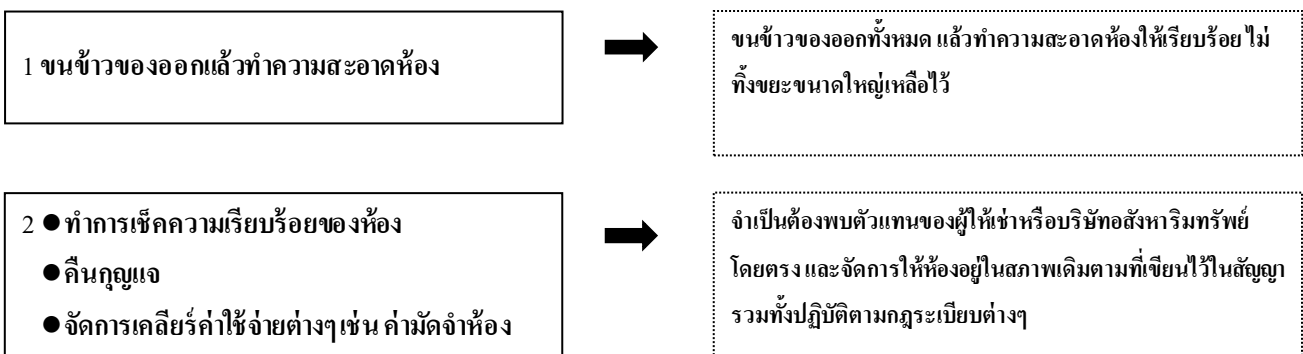 1 ขนข้าวของออกแล้วทำความสะอาดห้อง
ขนข้าวของออกทั้งหมด แล้วทำความสะอาดห้องให้เรียบร้อย ไม่
ทิ้งขยะขนาดใหญ่เหลือไว้
2 ●ทำการเช็คความเรียบร้อยของห้อง
●คืนกุญแจ
●จัดการเคลียร์ค่าใช้จ่ายต่างๆเช่น ค่ามัดจำห้อง
จำเป็นต้องพบตัวแทนของผู้ให้เช่าหรือบริษัทอสังหาริมทรัพย์
โดยตรง และจัดการให้ห้องอยู่ในสภาพเดิมตามที่เขียนไว้ในสัญญา
รวมทั้งปฏิบัติตามกฎระเบียบต่างๆ